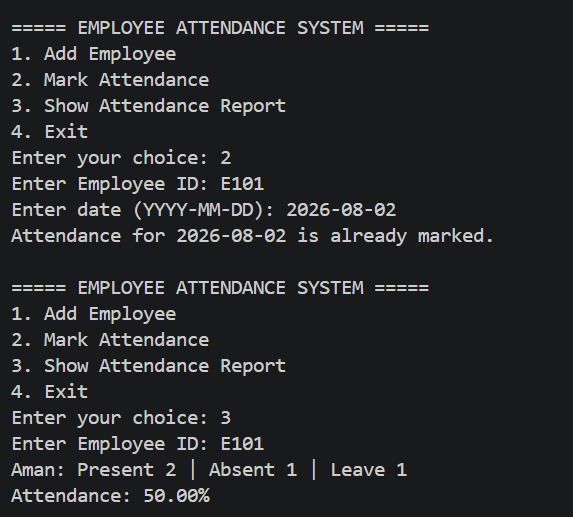 ===== EMPLOYEE ATTENDANCE SYSTEM =====
1. Add Employee
2. Mark Attendance
3. Show Attendance Report
4. Exit
Enter your choice: 2
Enter Employee ID: E101
Enter date (YYYY-MM-DD): 2026-08-02
Attendance for 2026-08-02 is already marked.

===== EMPLOYEE ATTENDANCE SYSTEM =====
1. Add Employee
2. Mark Attendance
3. Show Attendance Report
4. Exit
Enter your choice: 3
Enter Employee ID: E101
Aman: Present 2 | Absent 1 | Leave 1
Attendance: 50.00%